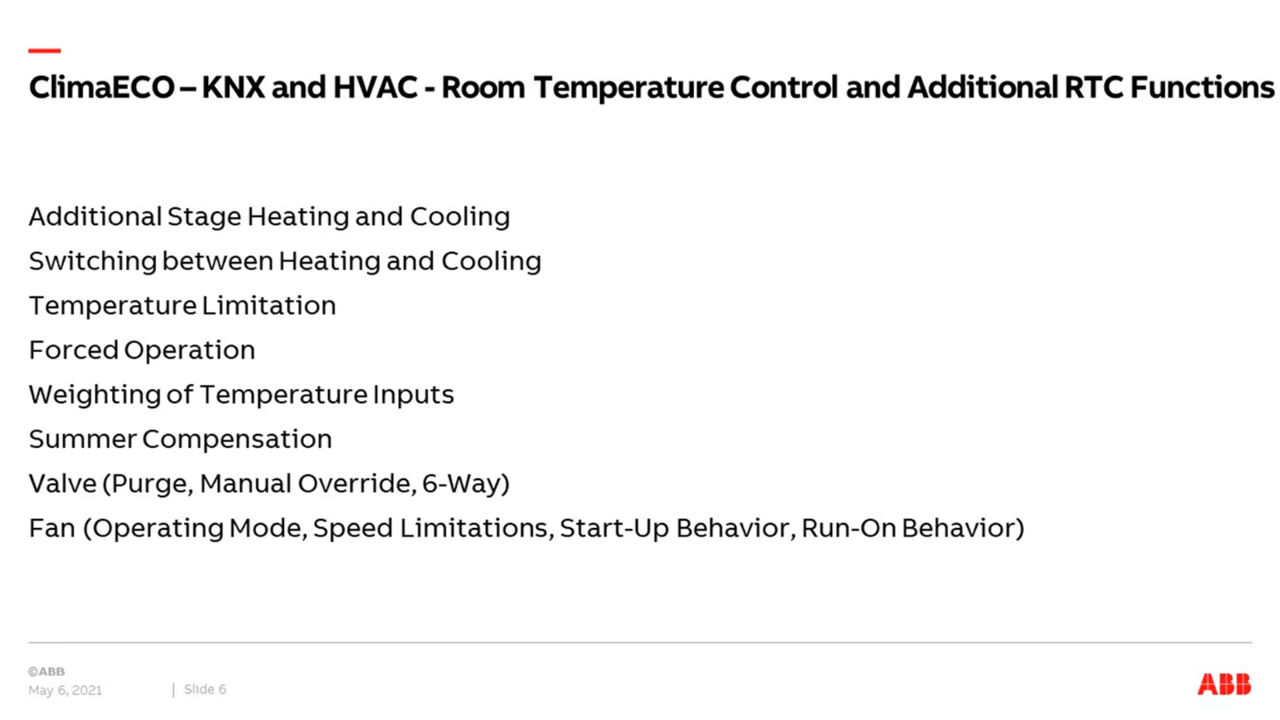 ClimaECO – KNX and HVAC - Room Temperature Control and Additional RTC Functions
Additional Stage Heating and Cooling
Switching between Heating and Cooling
Temperature Limitation
Forced Operation
Weighting of Temperature Inputs
Summer Compensation
Valve (Purge, Manual Override, 6-Way)
Fan (Operating Mode, Speed Limitations, Start-Up Behavior, Run-On Behavior)
©ABB
May 6, 2021 | Slide 6
ABB